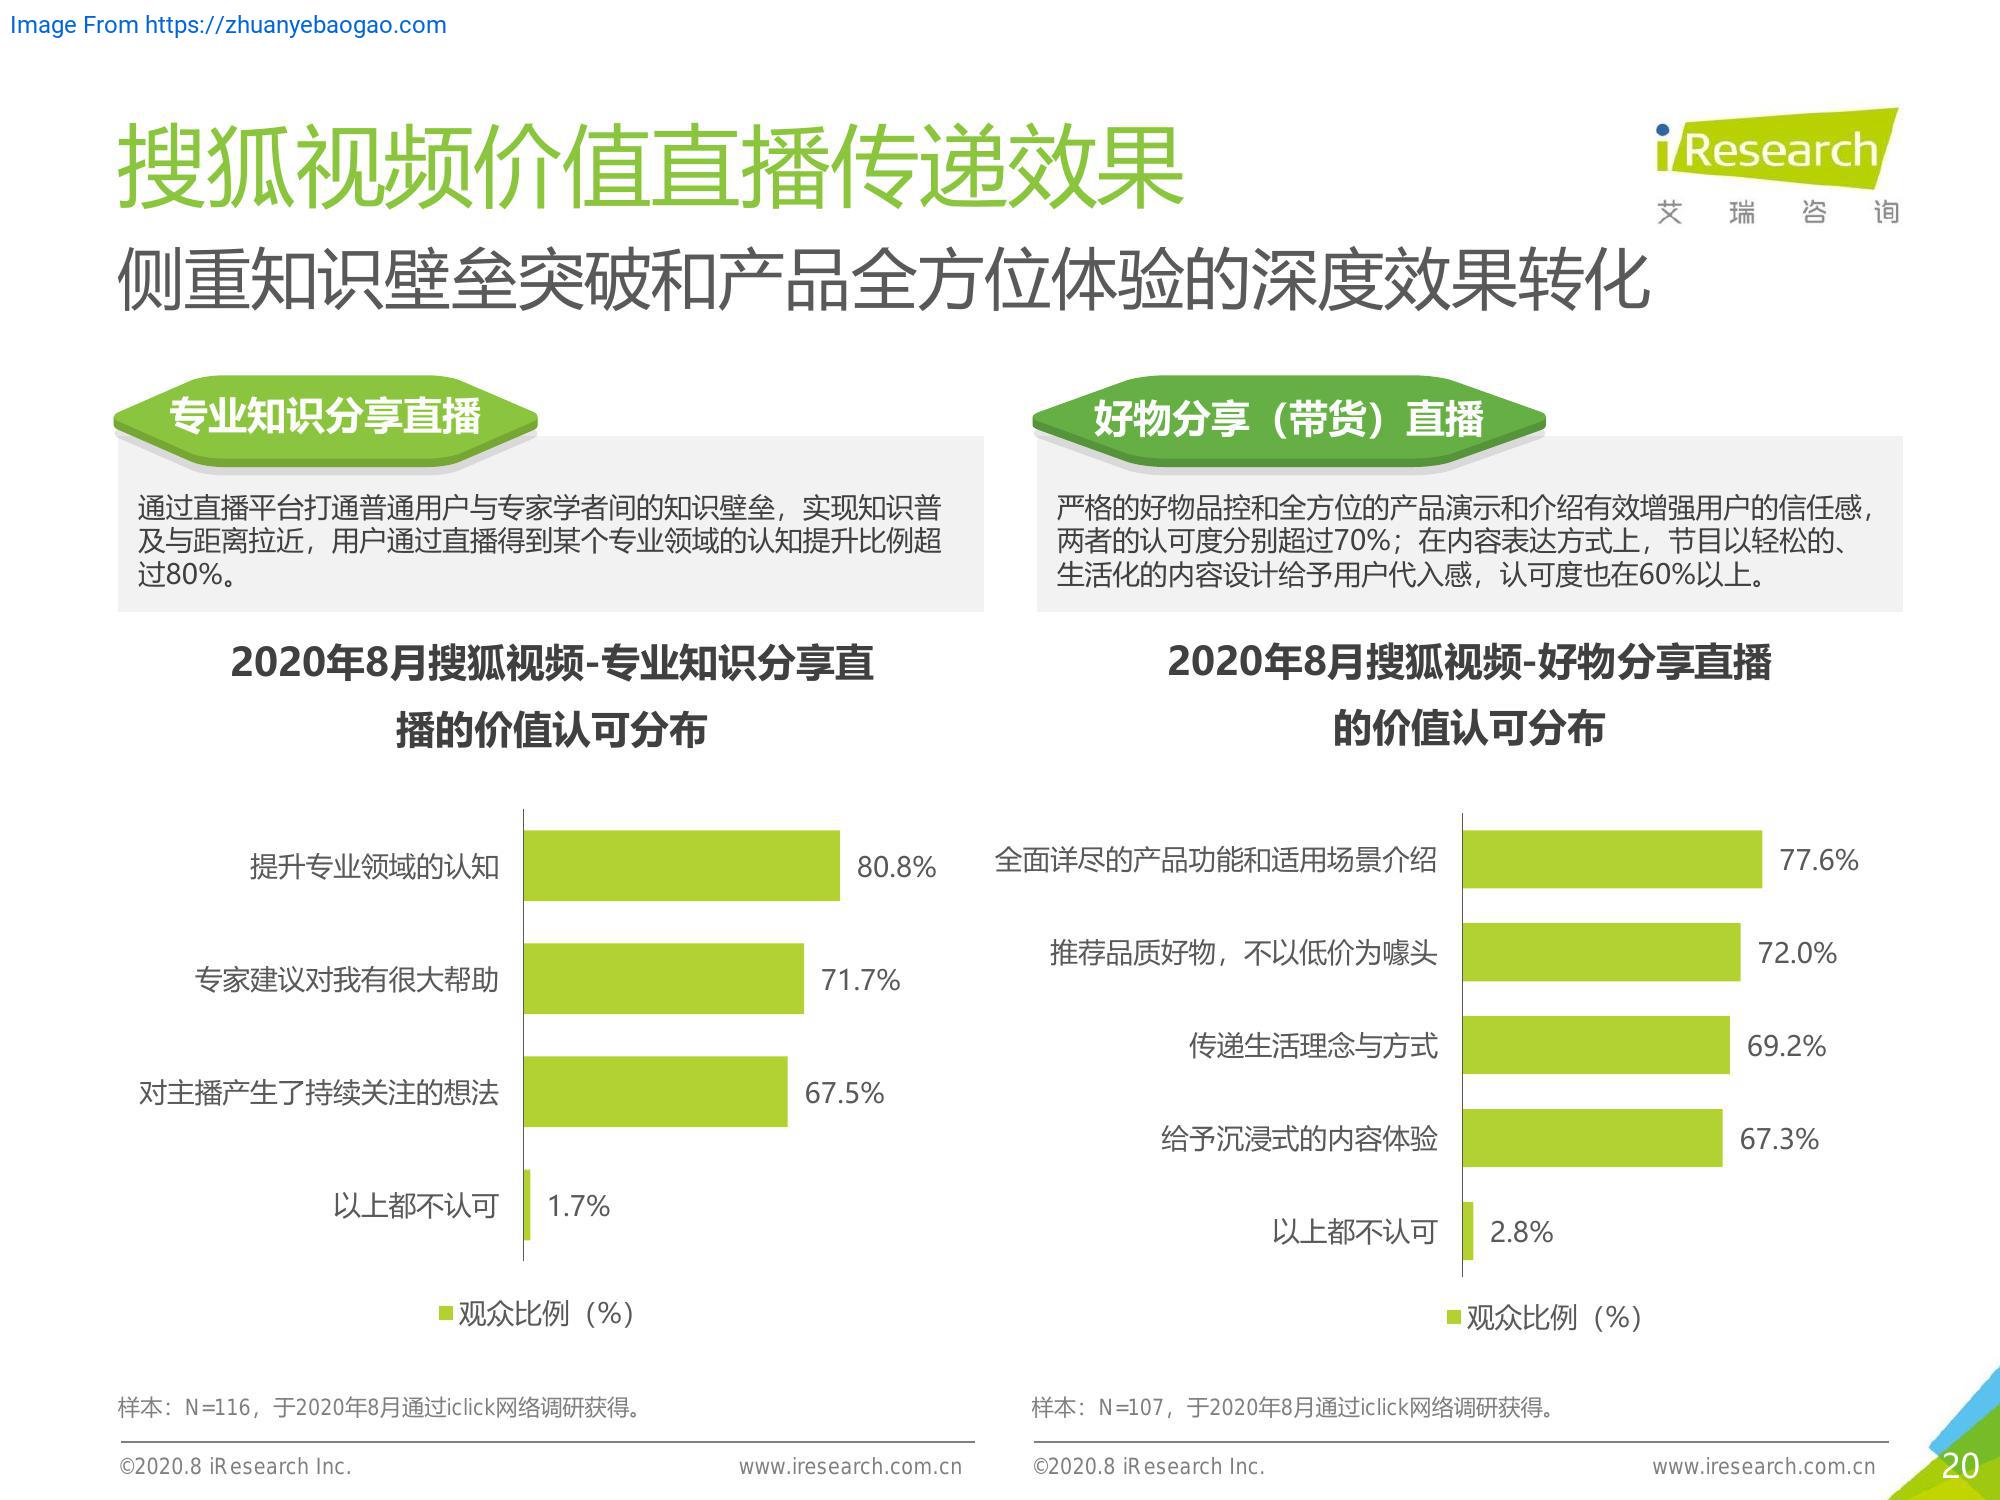 Image From https://zhuanyebaogao.com
搜狐视频价值直播传递效果
iResearch
艾瑞咨询
侧重知识壁垒突破和产品全方位体验的深度效果转化
专业知识分享直播
通过直播平台打通普通用户与专家学者间的知识壁垒，实现知识普
及与距离拉近，用户通过直播得到某个专业领域的认知提升比例超
过80%。
2020年8月搜狐视频-专业知识分享直
播的价值认可分布
提升专业领域的认知 80.8%
专家建议对我有很大帮助 71.7%
对主播产生了持续关注的想法 67.5%
以上都不认可 1.7%
观众比例（%）
样本：N=116，于2020年8月通过iclick网络调研获得。
©2020.8 iResearch Inc. www.iresearch.com.cn
好物分享（带货）直播
严格的好物品控和全方位的产品演示和介绍有效增强用户的信任感，
两者的认可度分别超过70%；在内容表达方式上，节目以轻松的、
生活化的内容设计给予用户代入感，认可度也在60%以上。
2020年8月搜狐视频-好物分享直播
的价值认可分布
全面详尽的产品功能和适用场景介绍 77.6%
推荐品质好物，不以低价为噱头 72.0%
传递生活理念与方式 69.2%
给予沉浸式的内容体验 67.3%
以上都不认可 2.8%
观众比例（%）
样本：N=107，于2020年8月通过iclick网络调研获得。
©2020.8 iResearch Inc. www.iresearch.com.cn
20